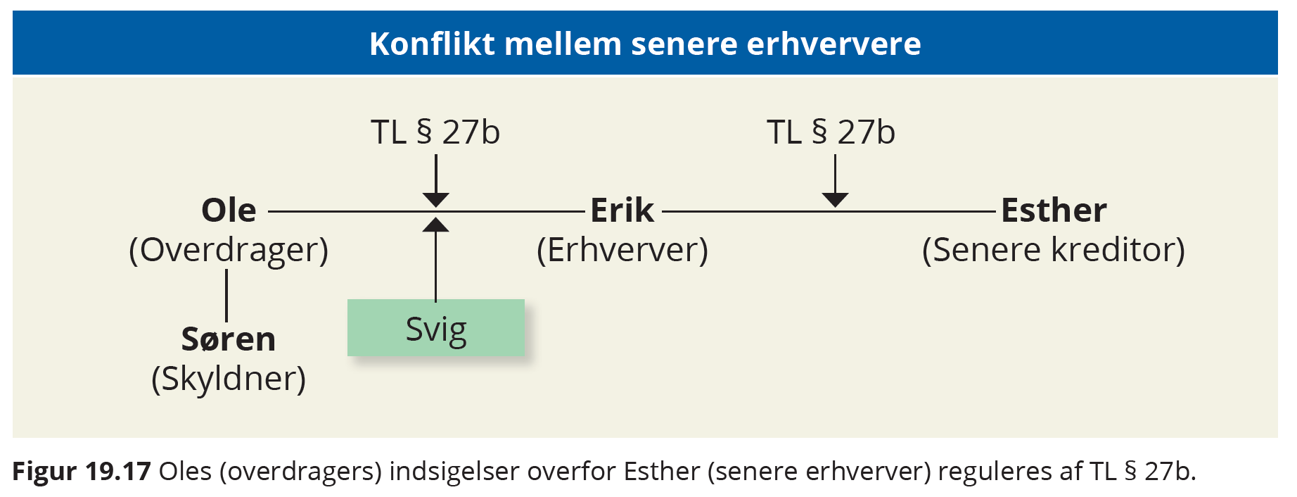 Konflikt mellem senere erhververe
TL § 27b TL § 27b
Ole Erik Esther
(Overdrager) (Erhverver) (Senere kreditor)
Søren
(Skyldner)
Svig
Figur 19.17 Oles (overdragers) indsigelser overfor Esther (senere erhverver) reguleres af TL § 27b.